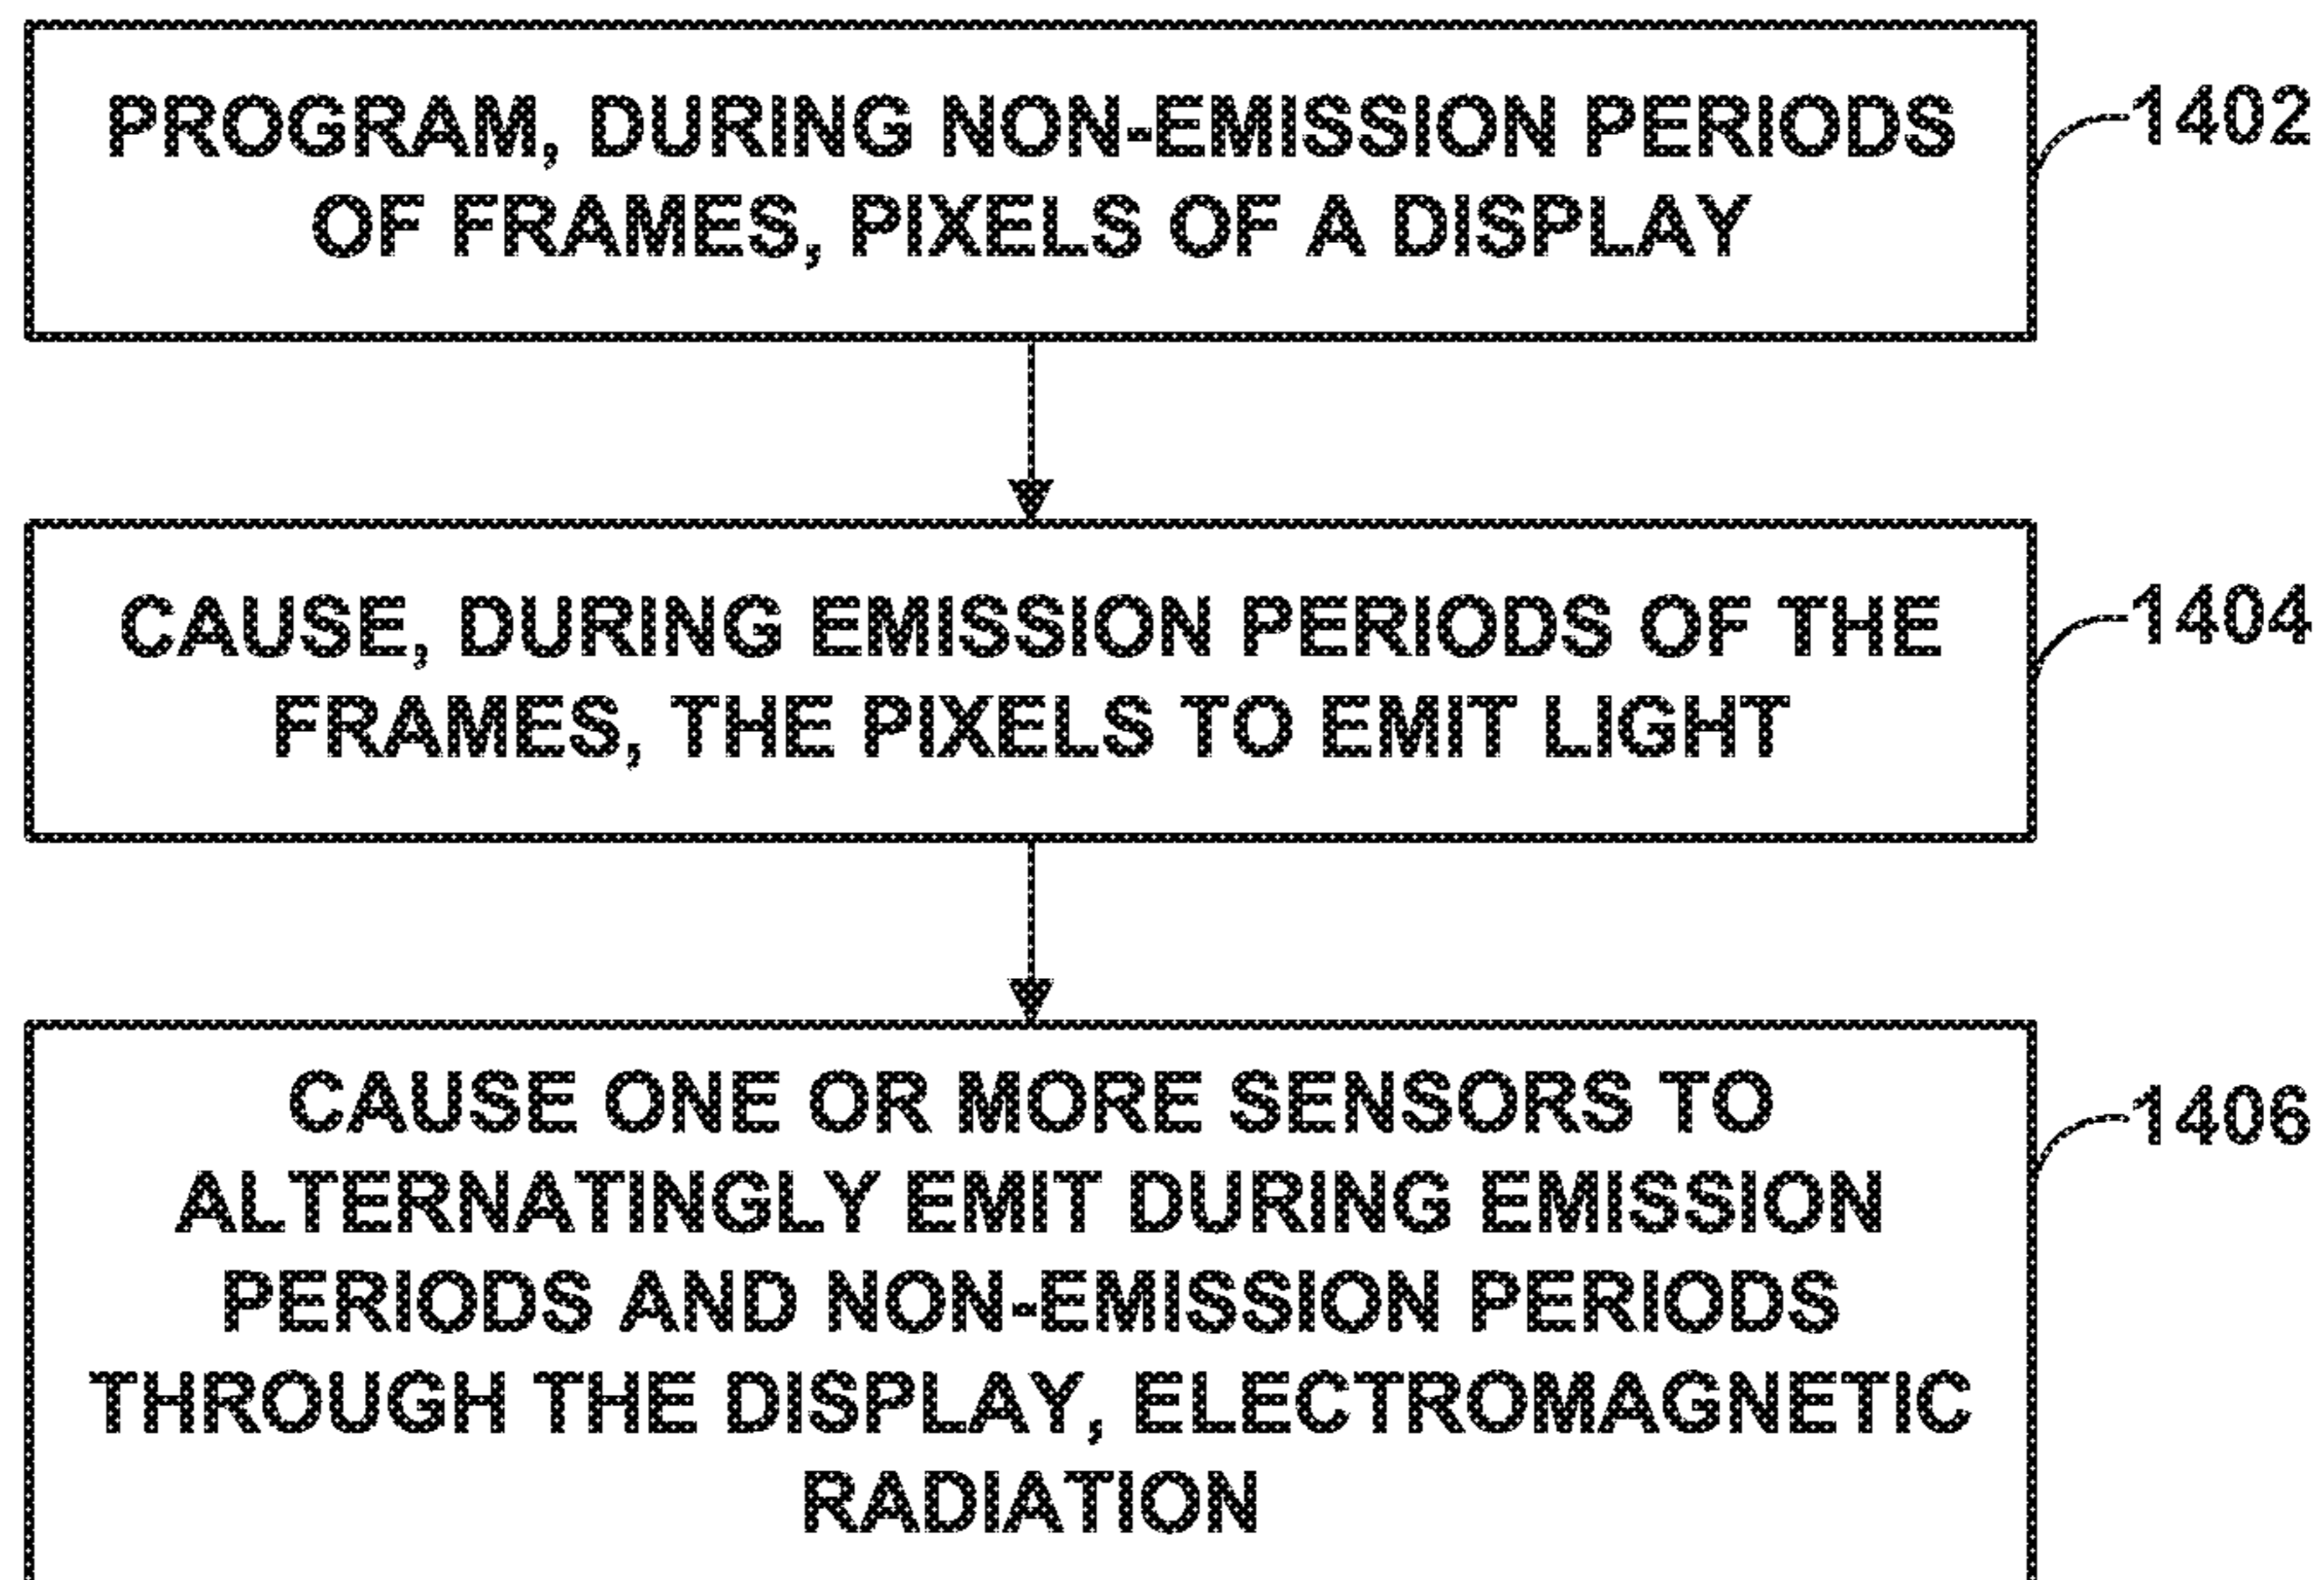 PROGRAM, DURING NON-EMISSION PERIODS
OF FRAMES, PIXELS OF A DISPLAY
1402
CAUSE, DURING EMISSION PERIODS OF THE
FRAMES, THE PIXELS TO EMIT LIGHT
1404
CAUSE ONE OR MORE SENSORS TO
ALTERNATINGLY EMIT DURING EMISSION
PERIODS AND NON-EMISSION PERIODS
THROUGH THE DISPLAY, ELECTROMAGNETIC
RADIATION
1406